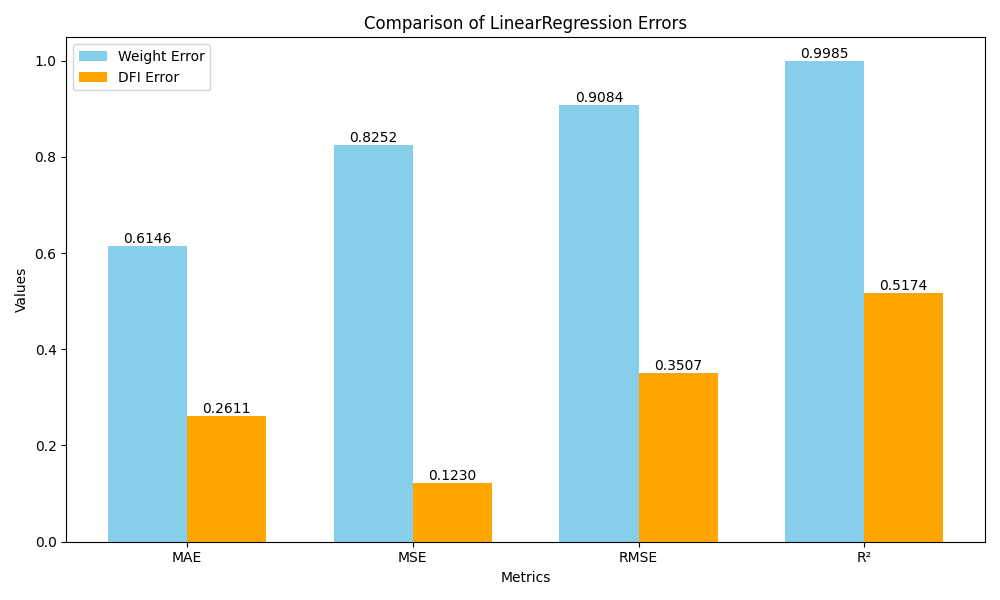 Comparison of LinearRegression Errors
Weight Error
DFI Error
Values
1.0
0.8
0.6
0.4
0.2
0.0
0.6146
0.2611
0.8252
0.1230
0.9084
0.3507
0.9985
0.5174
MAE
MSE
RMSE
R²
Metrics